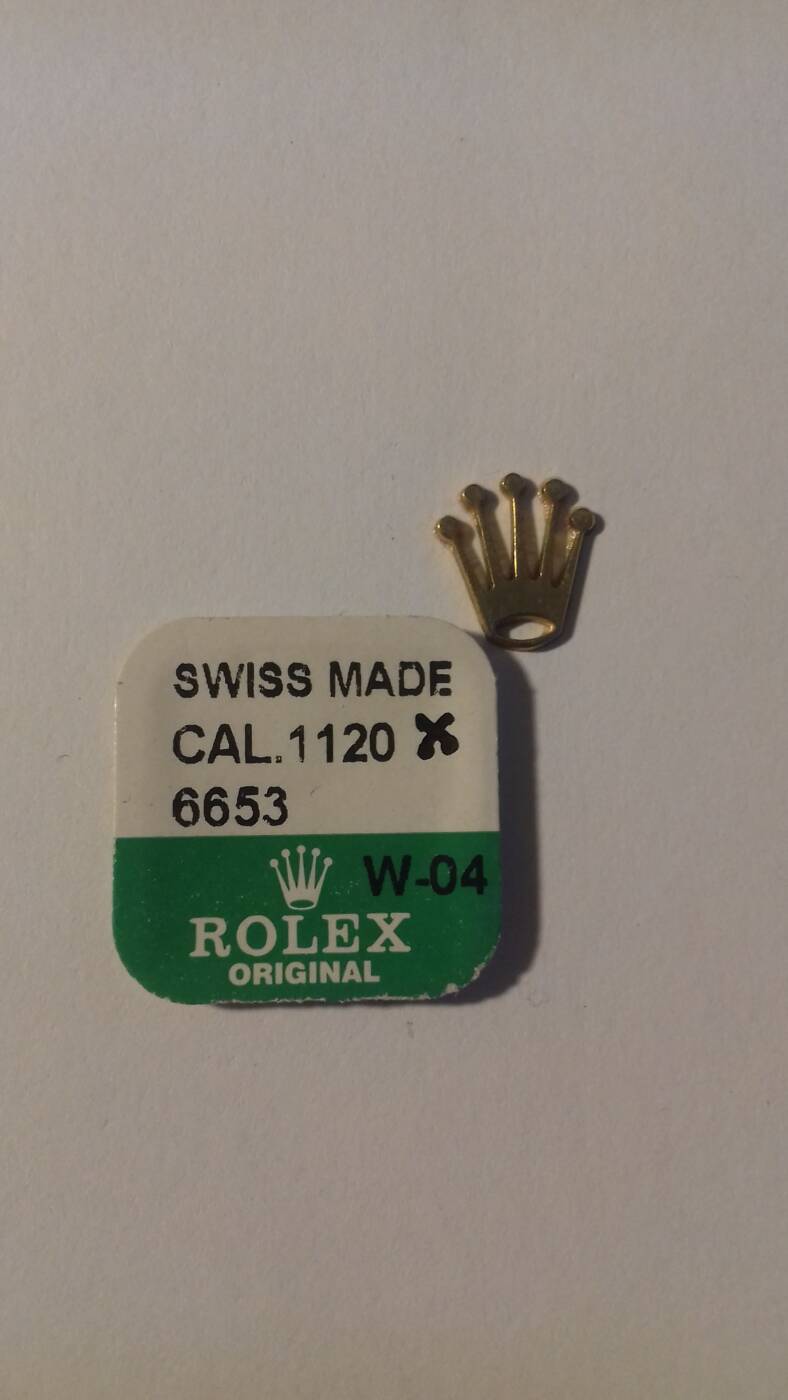 SWISS MADE
CAL.1120 X
6653
W-04
ROLEX
ORIGINAL